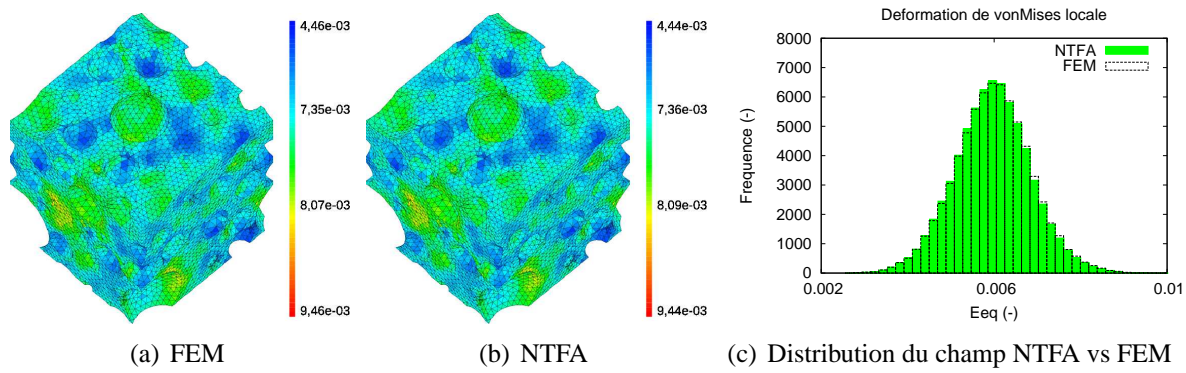 4,46e-03
7,35e-03
8,07e-03
9,46e-03
(a) FEM
4,44e-03
7,36e-03
8,09e-03
9,44e-03
(b) NTFA
Deformation de vonMises locale
NTFA
FEM
Frequence (-)
8000
7000
6000
5000
4000
3000
2000
1000
0
0.002
0.006
0.01
Eeq (-)
(c) Distribution du champ NTFA vs FEM